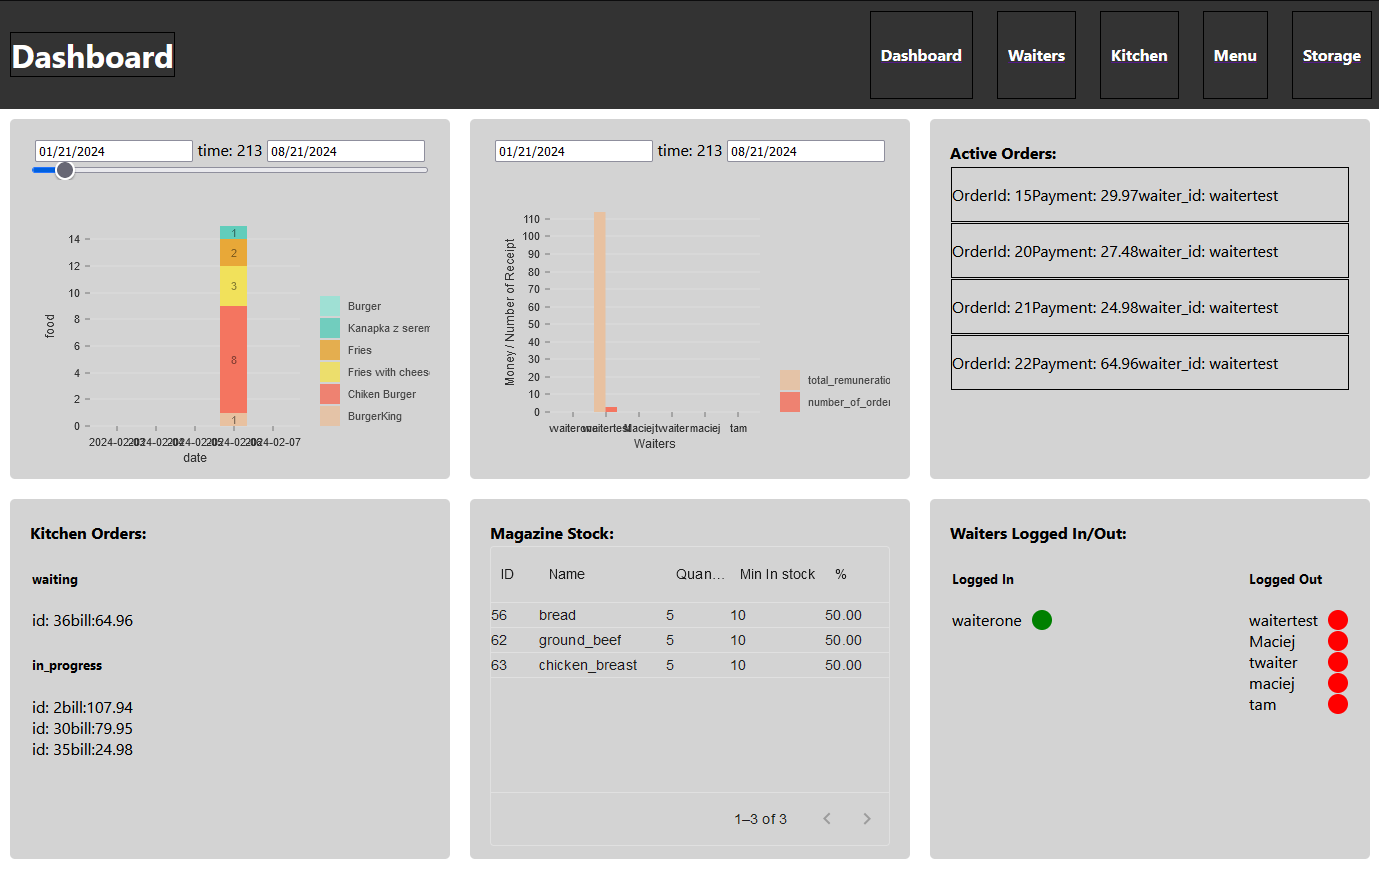 Dashboard
Dashboard Waiters Kitchen Menu Storage
01/21/2024 time: 213 08/21/2024
14
12
10
8
6
4
2
0
food
1
2
3
8
1
2024-02-03 2024-02-04 2024-02-05 2024-02-06 2024-02-07
date
Burger
Kanapka z serem
Fries
Fries with chees
Chiken Burger
BurgerKing
01/21/2024 time: 213 08/21/2024
110
100
90
80
70
60
50
40
30
20
10
0
Money / Number of Receipt
waiterone waitertest Maciej twaiter maciej tam
Waiters
total_remuneratio
number_of_order
Active Orders:
OrderId: 15Payment: 29.97waiter_id: waitertest
OrderId: 20Payment: 27.48waiter_id: waitertest
OrderId: 21Payment: 24.98waiter_id: waitertest
OrderId: 22Payment: 64.96waiter_id: waitertest
Kitchen Orders:
waiting
id: 36bill:64.96
in_progress
id: 2bill:107.94
id: 30bill:79.95
id: 35bill:24.98
Magazine Stock:
ID Name Quan... Min In stock %
56 bread 5 10 50.00
62 ground_beef 5 10 50.00
63 chicken_breast 5 10 50.00
1–3 of 3
Waiters Logged In/Out:
Logged In
waiterone
Logged Out
waitertest
Maciej
twaiter
maciej
tam